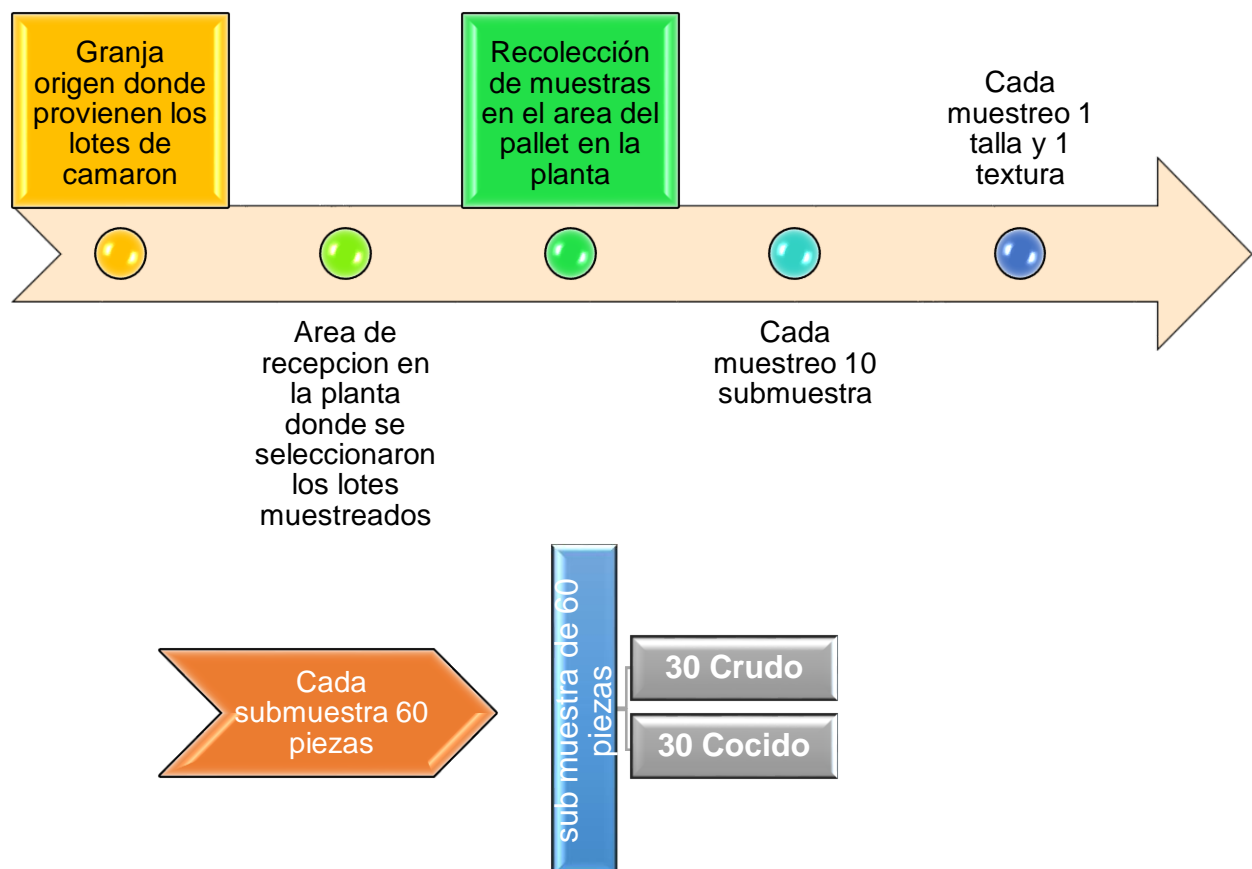 Granja
origen donde
provienen los
lotes de
camaron
Area de
recepcion en
la planta
donde se
seleccionaron
los lotes
muestreados
Recolección
de muestras
en el area del
pallet en la
planta
Cada
muestreo 10
submuestra
Cada
muestreo 1
talla y 1
textura
Cada
submuestra 60
piezas
sub muestra de 60
piezas
30 Crudo
30 Cocido